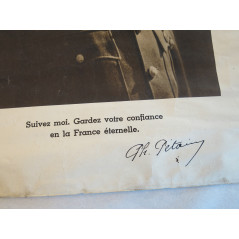 Suivez moi. Gardez votre confiance
en la France éternelle.
Ph. Pétain